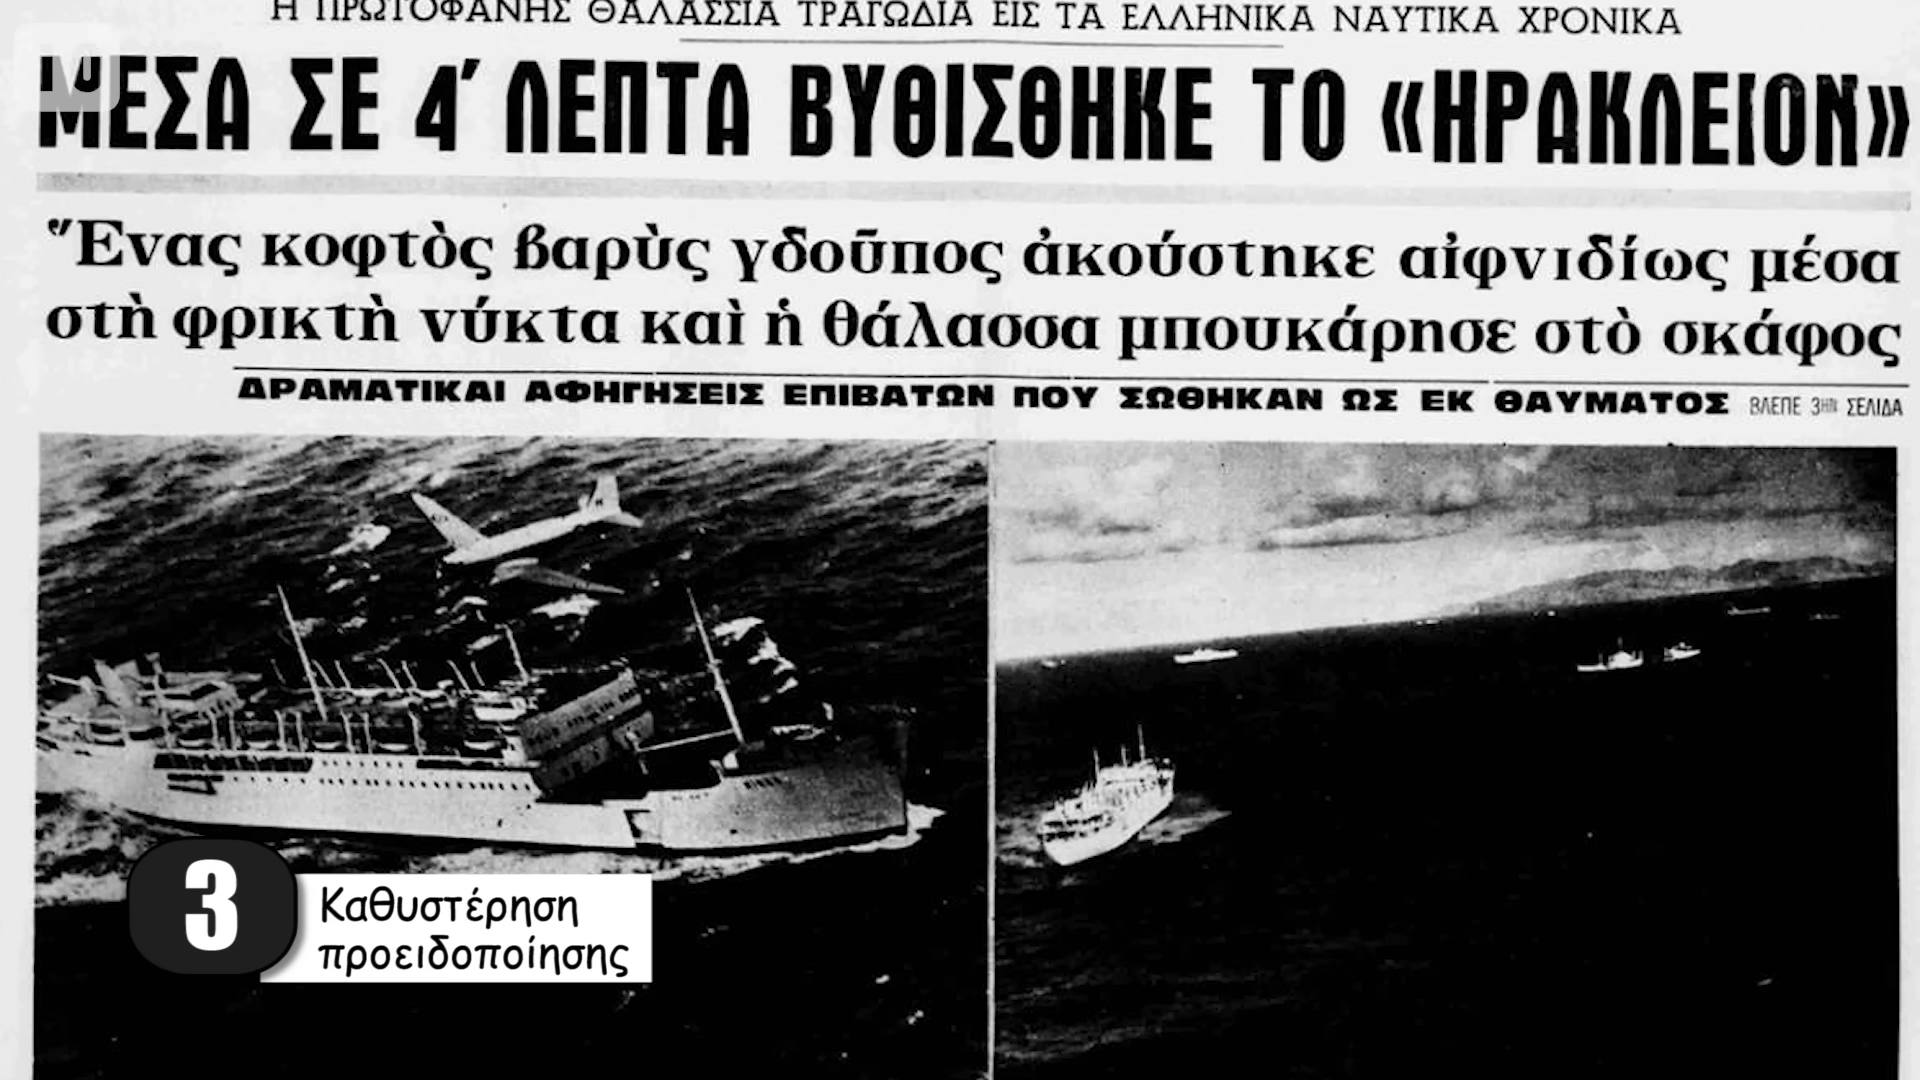 Η ΠΡΩΤΟΦΑΝΗΣ ΘΑΛΑΣΣΙΑ ΤΡΑΓΩΔΙΑ ΕΙΣ ΤΑ ΕΛΛΗΝΙΚΑ ΝΑΥΤΙΚΑ ΧΡΟΝΙΚΑ
ΜΕΣΑ ΣΕ 4΄ ΛΕΠΤΑ ΒΥΘΙΣΘΗΚΕ ΤΟ «ΗΡΑΚΛΕΙΟΝ»
Ἕνας κοφτὸς βαρὺς γδοῦπος ἀκούστηκε αἰφνιδίως μέσα
στὴ φρικτὴ νύκτα καὶ ἡ θάλασσα μπουκάρησε στὸ σκάφος
ΔΡΑΜΑΤΙΚΑΙ ΑΦΗΓΗΣΕΙΣ ΕΠΙΒΑΤΩΝ ΠΟΥ ΣΩΘΗΚΑΝ ΩΣ ΕΚ ΘΑΥΜΑΤΟΣ ΒΛΕΠΕ 3ΗΝ ΣΕΛΙΔΑ
3
Καθυστέρηση
προειδοποίησης